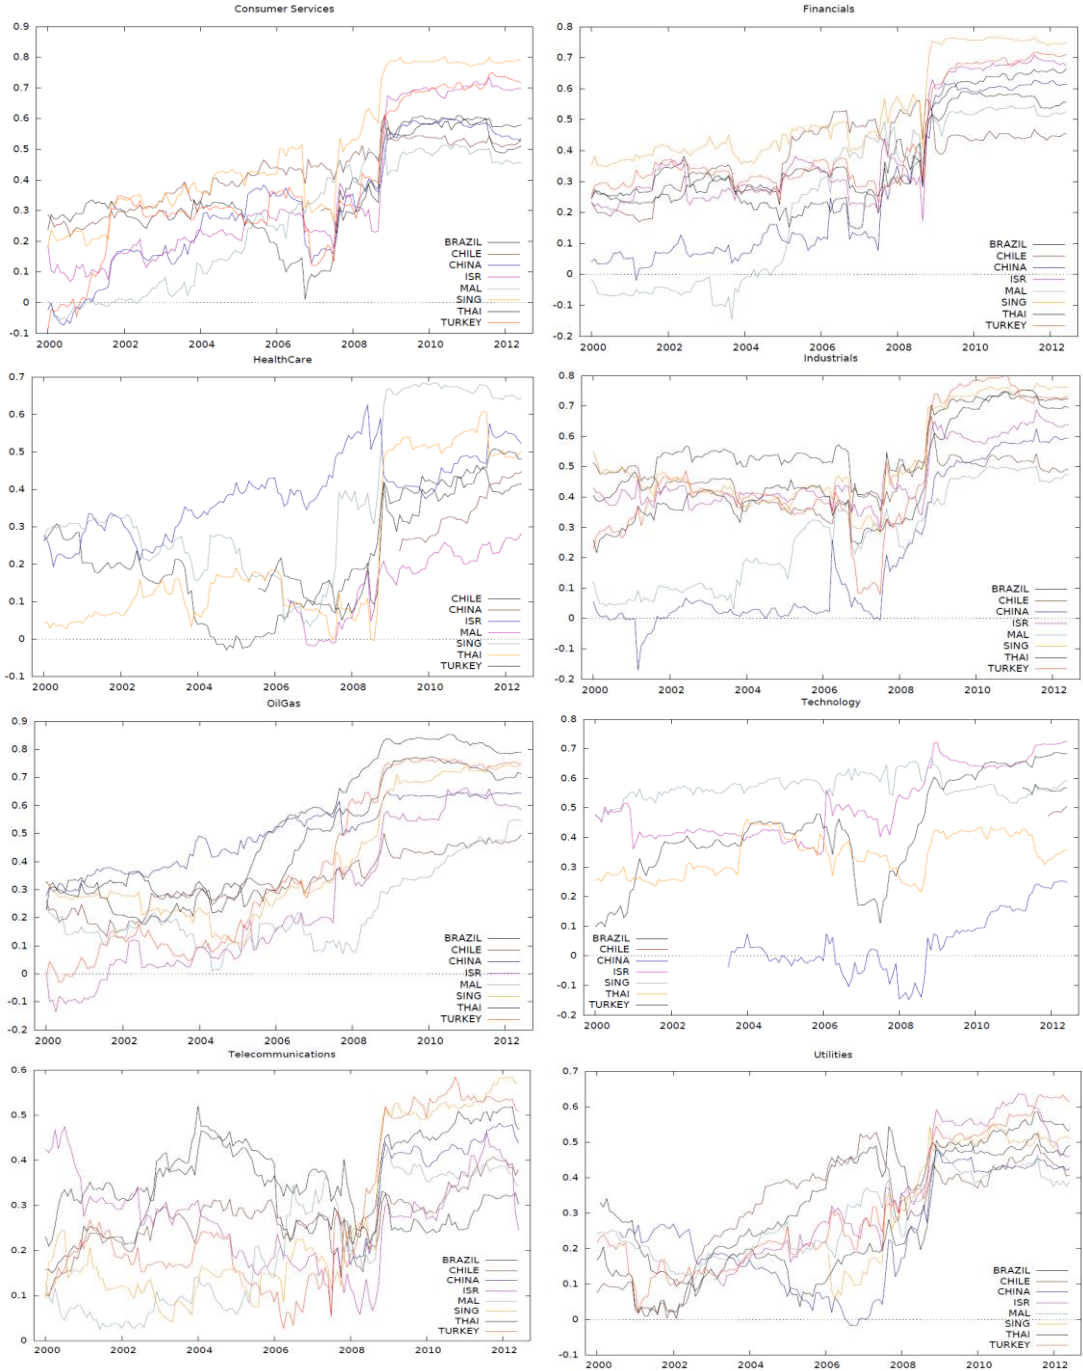 Consumer Services
0.9
0.8
0.7
0.6
0.5
0.4
0.3
0.2
0.1
0
-0.1
BRAZIL
CHILE
CHINA
ISR
MAL
SING
THAI
TURKEY
2000 2002 2004 2006 2008 2010 2012
Financials
0.8
0.7
0.6
0.5
0.4
0.3
0.2
0.1
0
-0.1
-0.2
BRAZIL
CHILE
CHINA
ISR
MAL
SING
THAI
TURKEY
2000 2002 2004 2006 2008 2010 2012
HealthCare
0.7
0.6
0.5
0.4
0.3
0.2
0.1
0
-0.1
CHILE
CHINA
ISR
MAL
SING
THAI
TURKEY
2000 2002 2004 2006 2008 2010 2012
Industrials
0.8
0.7
0.6
0.5
0.4
0.3
0.2
0.1
0
-0.1
-0.2
BRAZIL
CHILE
CHINA
ISR
MAL
SING
THAI
TURKEY
2000 2002 2004 2006 2008 2010 2012
OilGas
0.9
0.8
0.7
0.6
0.5
0.4
0.3
0.2
0.1
0
-0.1
-0.2
BRAZIL
CHILE
CHINA
ISR
MAL
SING
THAI
TURKEY
2000 2002 2004 2006 2008 2010 2012
Technology
0.8
0.7
0.6
0.5
0.4
0.3
0.2
0.1
0
-0.1
-0.2
BRAZIL
CHILE
CHINA
ISR
SING
THAI
TURKEY
2000 2002 2004 2006 2008 2010 2012
Telecommunications
0.6
0.5
0.4
0.3
0.2
0.1
0
BRAZIL
CHILE
CHINA
ISR
MAL
SING
THAI
TURKEY
2000 2002 2004 2006 2008 2010 2012
Utilities
0.7
0.6
0.5
0.4
0.3
0.2
0.1
0
-0.1
BRAZIL
CHILE
CHINA
ISR
MAL
SING
THAI
TURKEY
2000 2002 2004 2006 2008 2010 2012